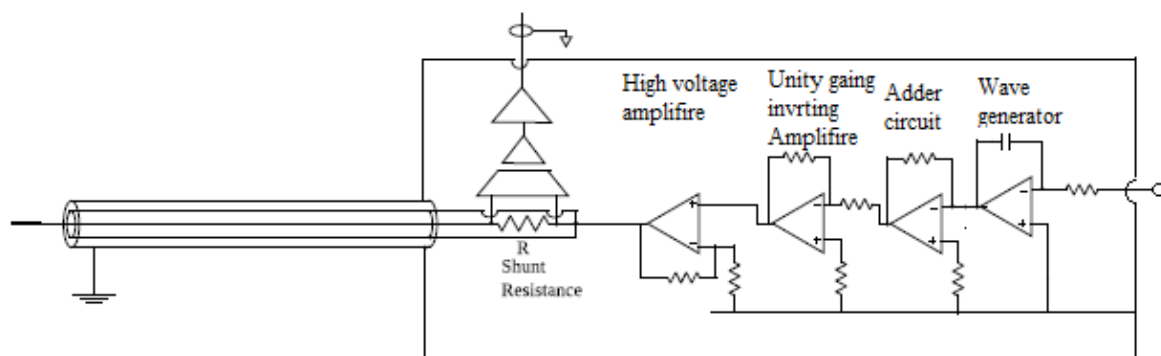 High voltage
amplifire
Unity gaing
invrting
Amplifire
Adder
circuit
Wave
generator
R
Shunt
Resistance